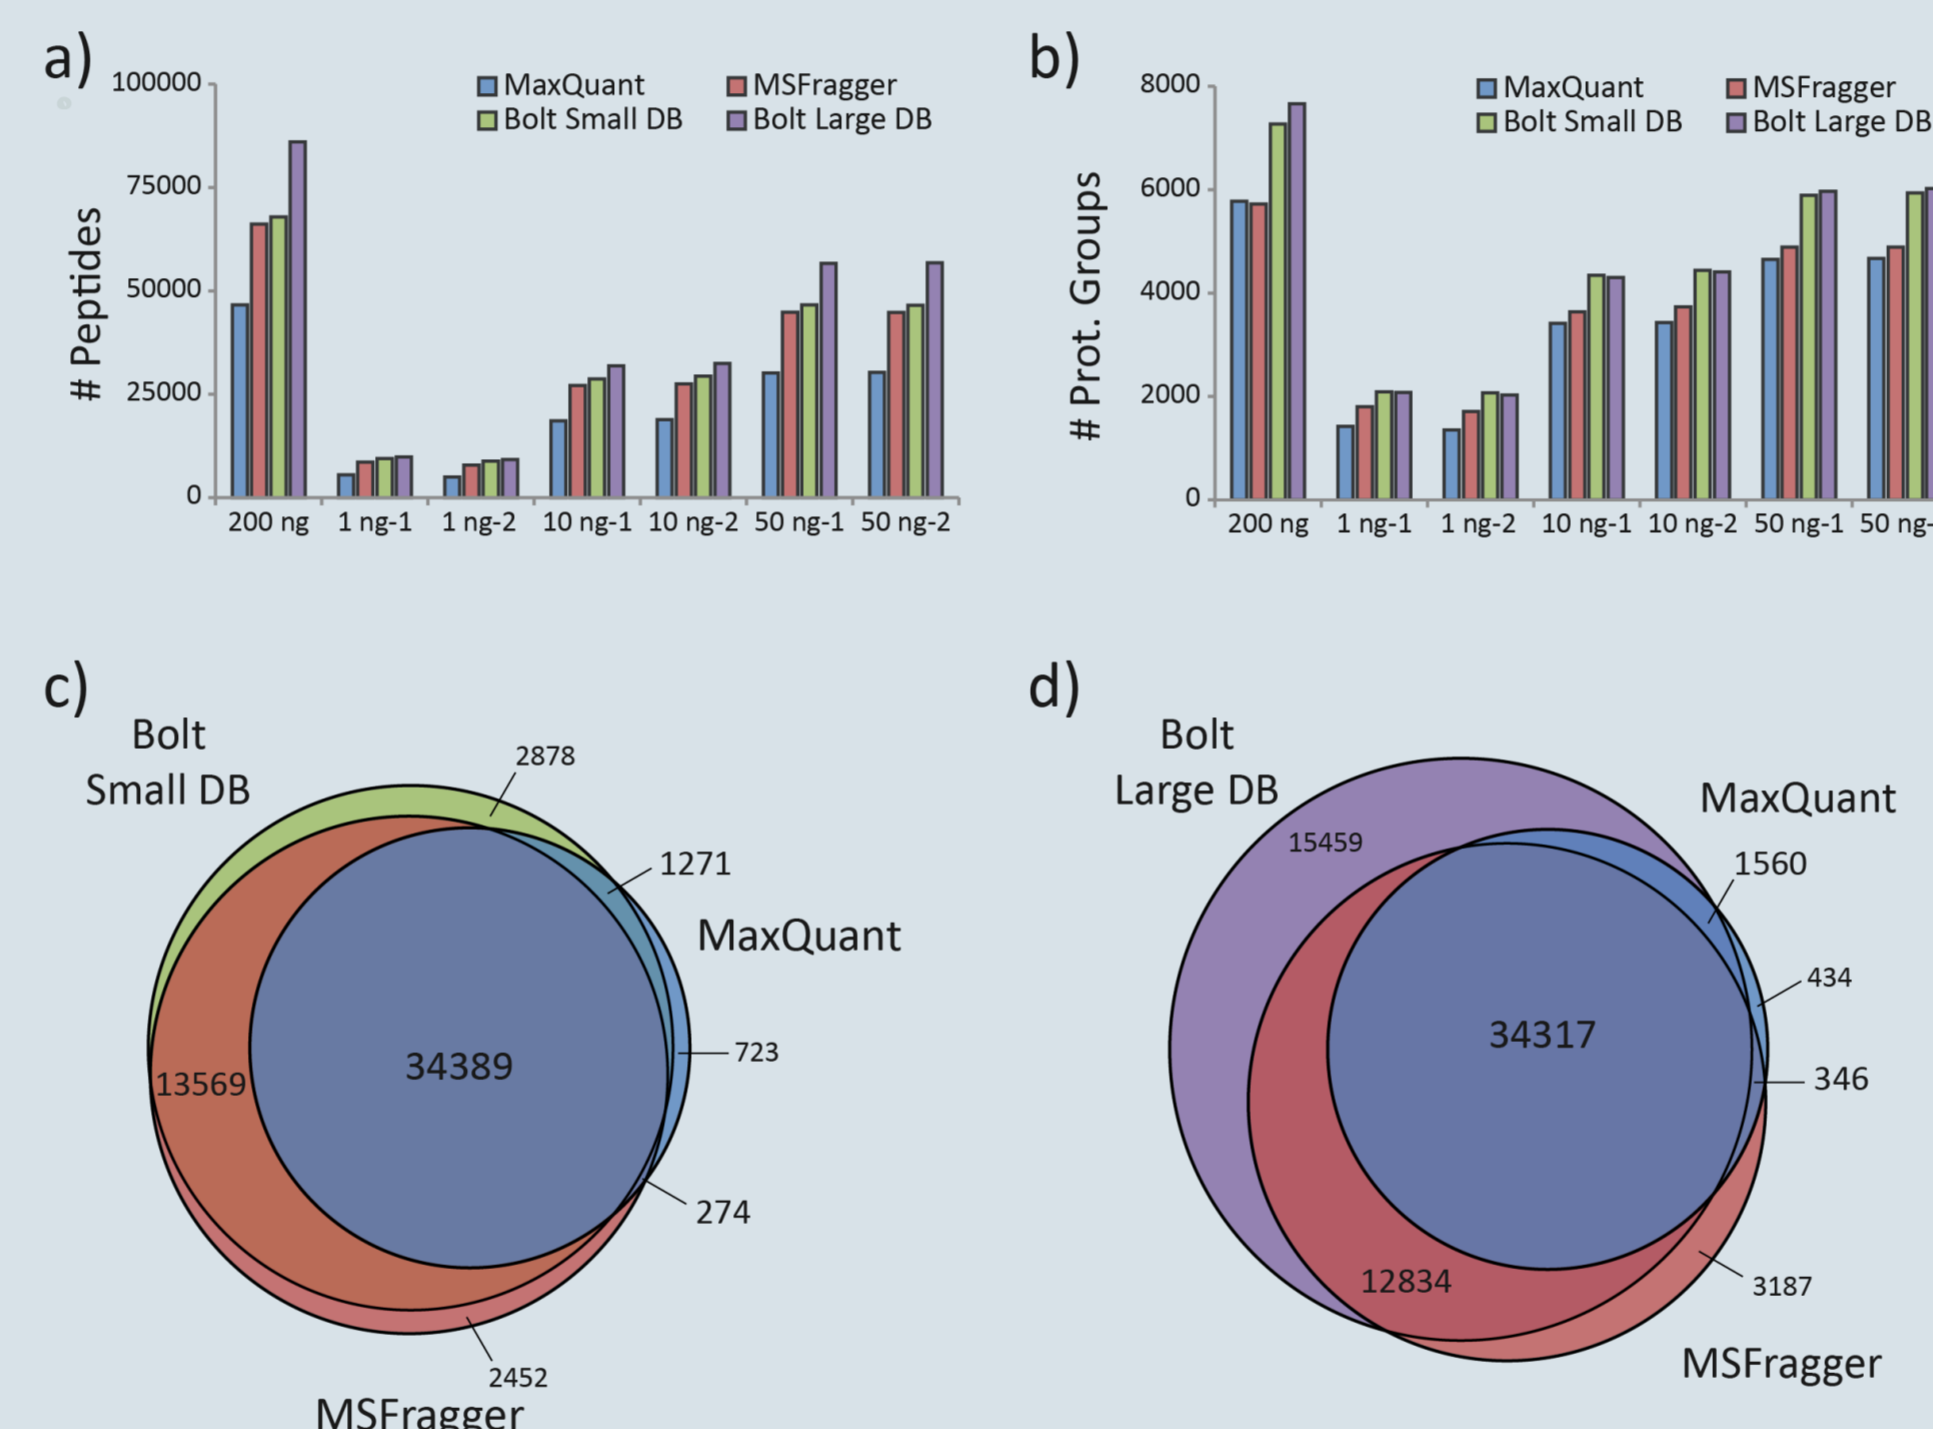 a)
100000
75000
50000
25000
0
# Peptides
MaxQuant
MSFragger
Bolt Small DB
Bolt Large DB
200 ng
1 ng-1
1 ng-2
10 ng-1
10 ng-2
50 ng-1
50 ng-2
b)
8000
6000
4000
2000
0
# Prot. Groups
MaxQuant
MSFragger
Bolt Small DB
Bolt Large DB
200 ng
1 ng-1
1 ng-2
10 ng-1
10 ng-2
50 ng-1
50 ng-
c)
Bolt
Small DB
2878
1271
MaxQuant
723
34389
13569
274
2452
MSFragger
d)
Bolt
Large DB
MaxQuant
15459
1560
434
34317
346
12834
3187
MSFragger